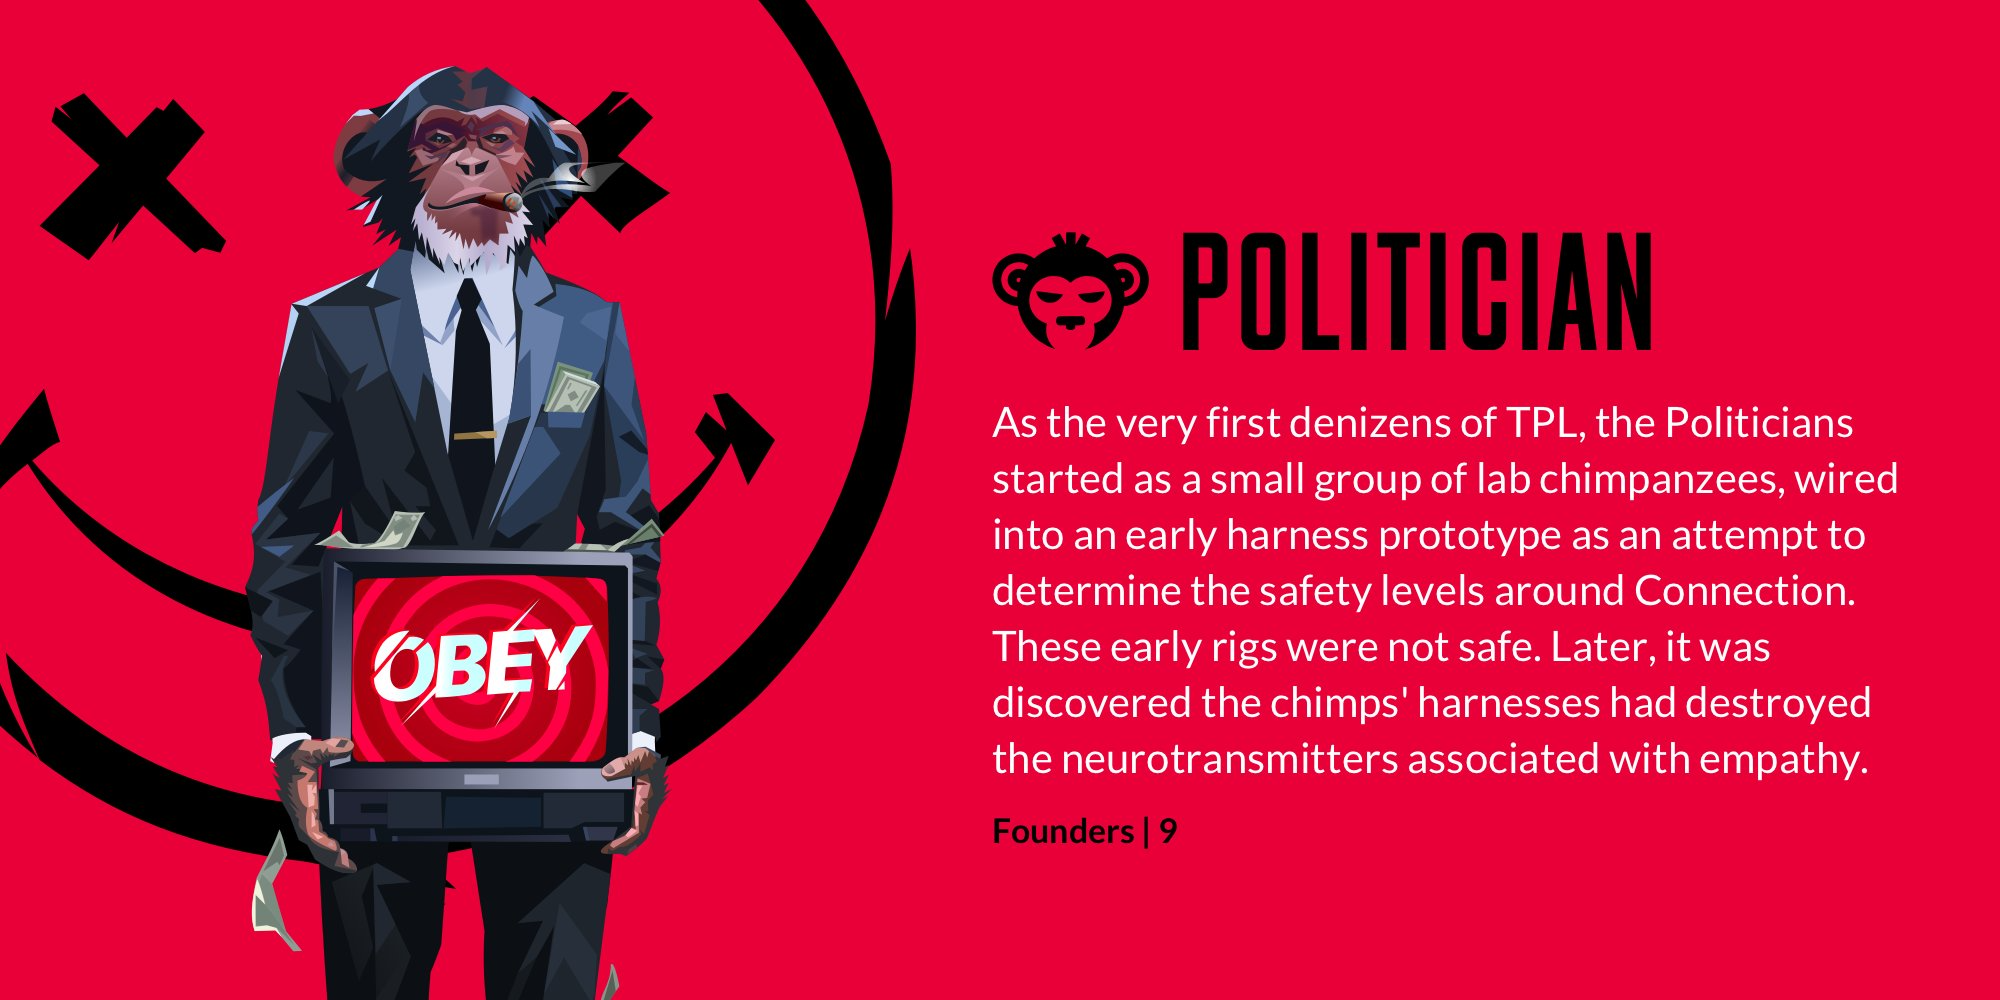 POLITICIAN
As the very first denizens of TPL, the Politicians
started as a small group of lab chimpanzees, wired
into an early harness prototype as an attempt to
determine the safety levels around Connection.
These early rigs were not safe. Later, it was
discovered the chimps' harnesses had destroyed
the neurotransmitters associated with empathy.
Founders | 9
OBEY